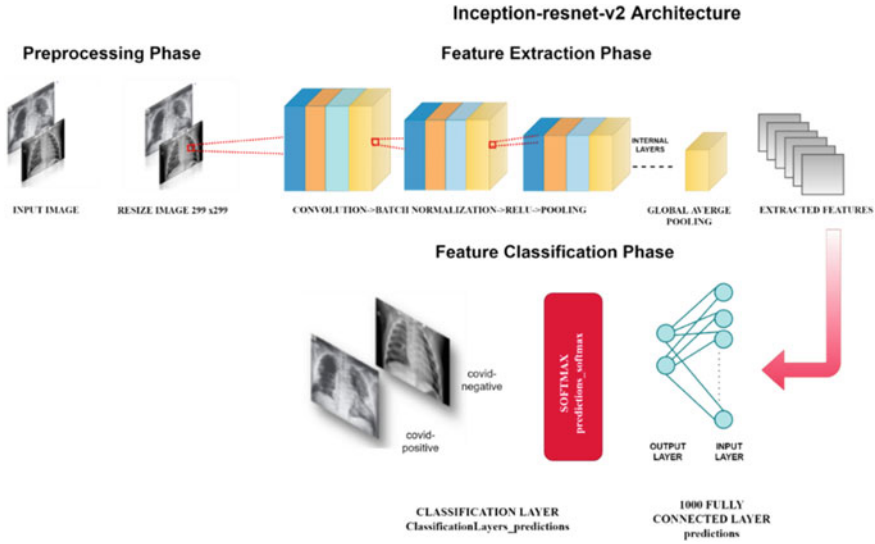 Inception-resnet-v2 Architecture
Preprocessing Phase
Feature Extraction Phase
INTERNAL
LAYERS
INPUT IMAGE
RESIZE IMAGE 299 x299
CONVOLUTION->BATCH NORMALIZATION->RELU->POOLING
GLOBAL AVERGE
POOLING
EXTRACTED FEATURES
Feature Classification Phase
covid-
negative
covid-
positive
SOFTMAX
predictions_softmax
OUTPUT
LAYER
INPUT
LAYER
CLASSIFICATION LAYER
ClassificationLayers_predictions
1000 FULLY
CONNECTED LAYER
predictions